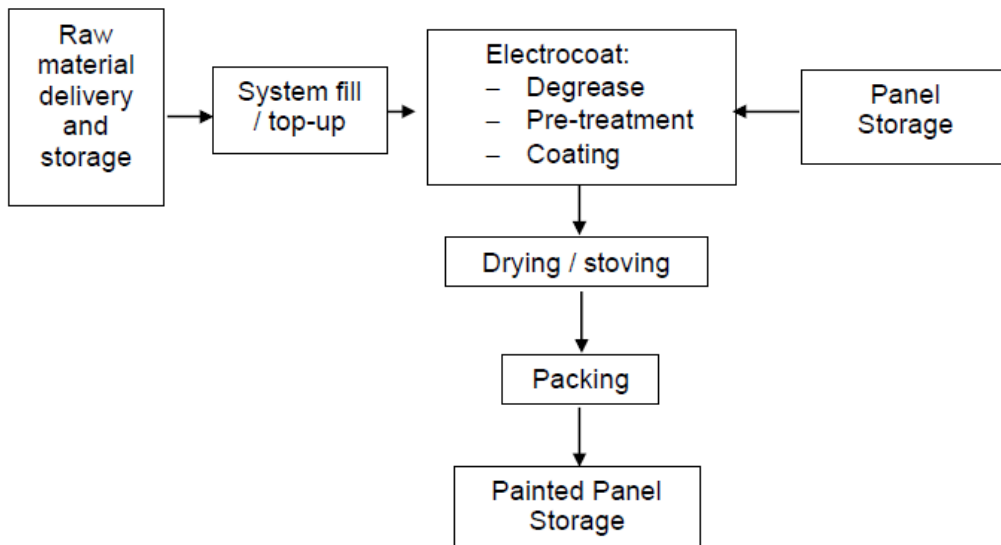 Raw
material
delivery
and
storage
System fill
/ top-up
Electrocoat:
– Degrease
– Pre-treatment
– Coating
Panel
Storage
Drying / stoving
Packing
Painted Panel
Storage